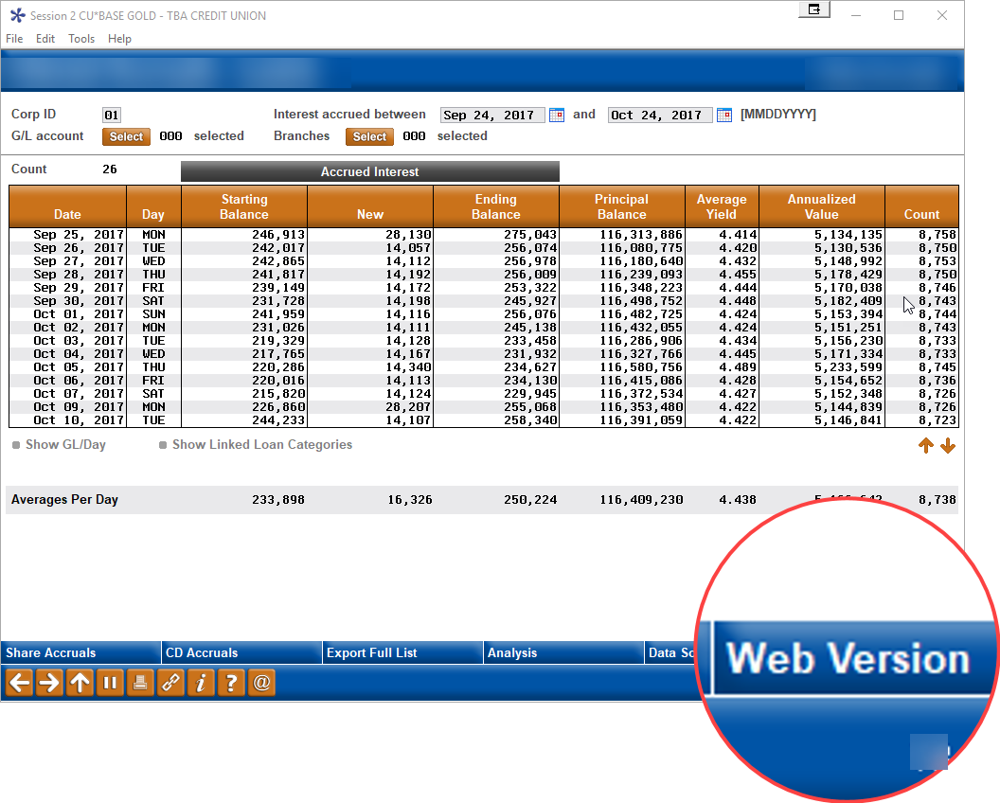 Session 2 CU*BASE GOLD - TBA CREDIT UNION
File Edit Tools Help
Corp ID 01 Interest accrued between Sep 24, 2017 and Oct 24, 2017 [MMDDYYYY]
G/L account Select 000 selected Branches Select 000 selected
Count 26 Accrued Interest
Date Day Starting Balance New Ending Balance Principal Balance Average Yield Annualized Value Count
Sep 25, 2017 MON 246,913 28,130 275,043 116,313,886 4.414 5,134,135 8,758
Sep 26, 2017 TUE 242,017 14,057 256,074 116,080,775 4.420 5,130,536 8,750
Sep 27, 2017 WED 242,865 14,112 256,978 116,180,640 4.432 5,148,992 8,753
Sep 28, 2017 THU 241,817 14,192 256,009 116,239,093 4.455 5,178,429 8,750
Sep 29, 2017 FRI 239,149 14,172 253,322 116,348,223 4.444 5,170,038 8,746
Sep 30, 2017 SAT 231,728 14,198 245,927 116,498,752 4.448 5,182,409 8,743
Oct 01, 2017 SUN 241,959 14,116 256,076 116,482,725 4.424 5,153,394 8,744
Oct 02, 2017 MON 231,026 14,111 245,138 116,432,055 4.424 5,151,251 8,743
Oct 03, 2017 TUE 219,329 14,128 233,458 116,286,906 4.434 5,156,230 8,733
Oct 04, 2017 WED 217,765 14,167 231,932 116,327,766 4.445 5,171,334 8,733
Oct 05, 2017 THU 220,286 14,340 234,627 116,580,756 4.489 5,233,599 8,745
Oct 06, 2017 FRI 220,016 14,113 234,130 116,415,086 4.428 5,154,652 8,736
Oct 07, 2017 SAT 215,820 14,124 229,945 116,372,534 4.427 5,152,348 8,726
Oct 09, 2017 MON 226,860 28,207 255,068 116,353,480 4.422 5,144,839 8,726
Oct 10, 2017 TUE 244,233 14,107 258,340 116,391,059 4.422 5,146,841 8,723
Show GL/Day Show Linked Loan Categories
Averages Per Day 233,898 16,326 250,224 116,409,230 4.438 8,738
Share Accruals CD Accruals Export Full List Analysis Data Web Version